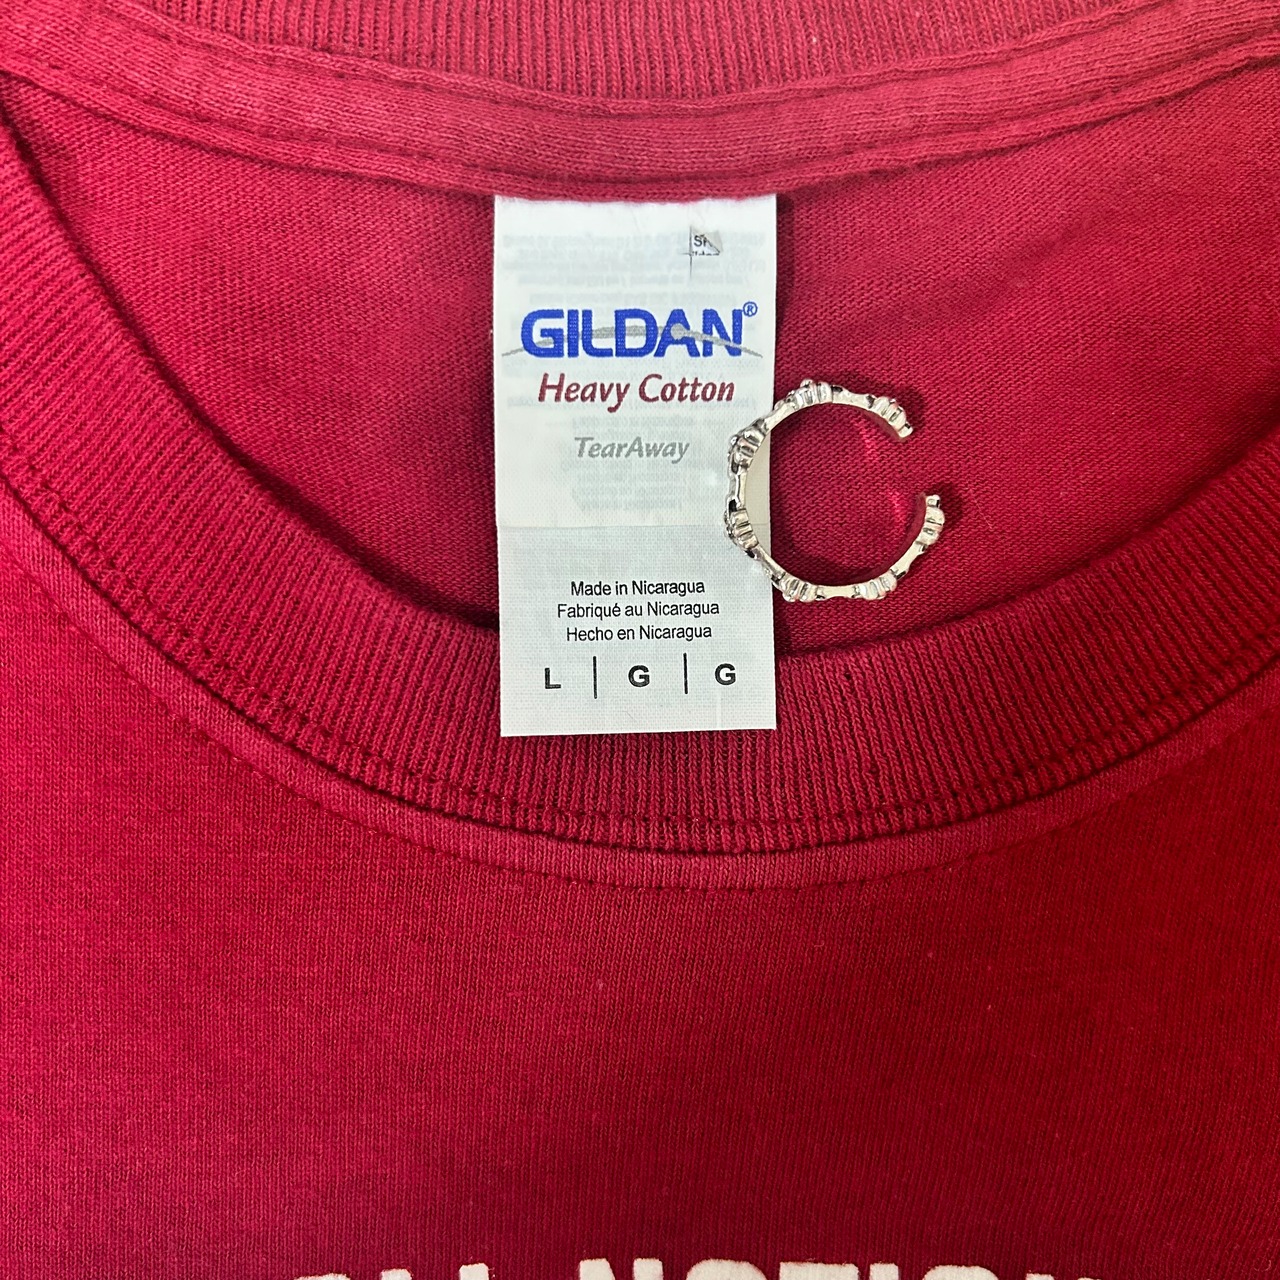 GILDAN®
Heavy Cotton
TearAway
Made in Nicaragua
Fabriqué au Nicaragua
Hecho en Nicaragua
L | G | G